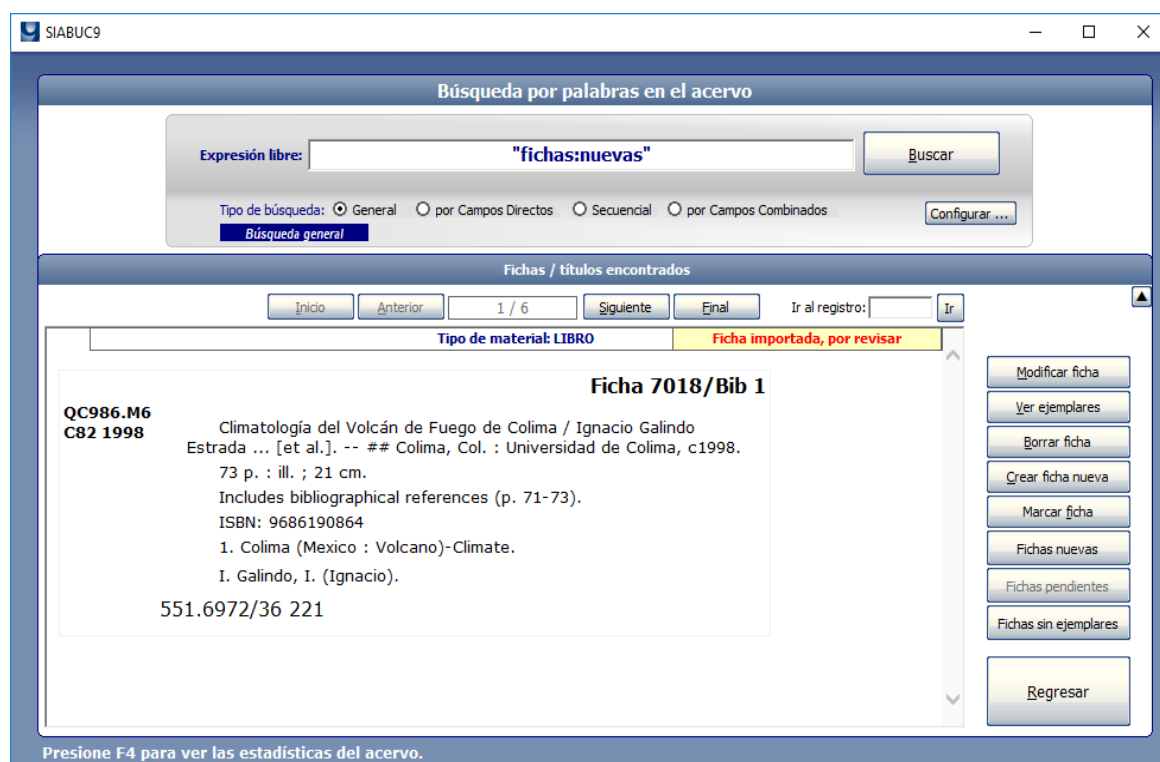 SIABUC9
Búsqueda por palabras en el acervo
Expresión libre: "fichas:nuevas" Buscar
Tipo de búsqueda: General por Campos Directos Secuencial por Campos Combinados Configurar ...
Búsqueda general
Fichas / títulos encontrados
Inicio Anterior 1 / 6 Siguiente Final Ir al registro: Ir
Tipo de material: LIBRO Ficha importada, por revisar
Ficha 7018/Bib 1
QC986.M6
C82 1998
Climatología del Volcán de Fuego de Colima / Ignacio Galindo
Estrada ... [et al.]. -- ## Colima, Col. : Universidad de Colima, c1998.
73 p. : ill. ; 21 cm.
Includes bibliographical references (p. 71-73).
ISBN: 9686190864
1. Colima (Mexico : Volcano)-Climate.
I. Galindo, I. (Ignacio).
551.6972/36 221
Modificar ficha
Ver ejemplares
Borrar ficha
Crear ficha nueva
Marcar ficha
Fichas nuevas
Fichas pendientes
Fichas sin ejemplares
Regresar
Presione F4 para ver las estadísticas del acervo.